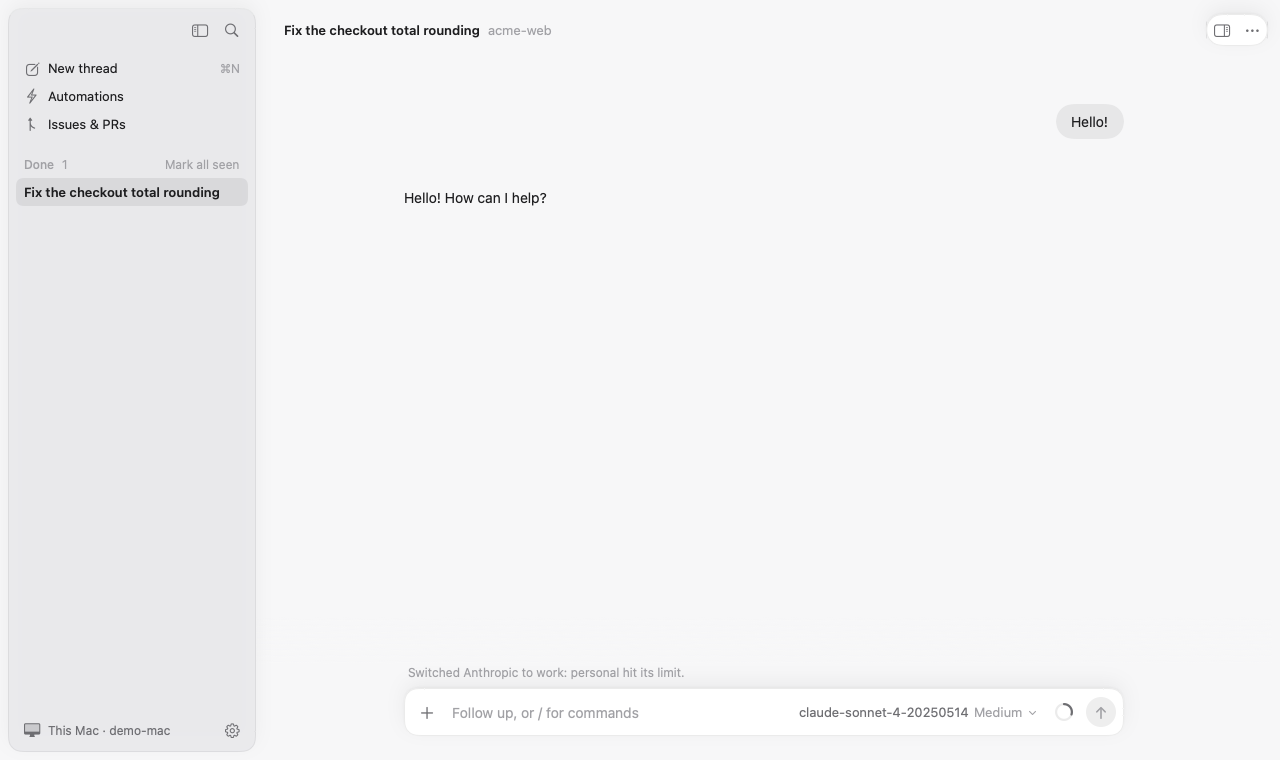 New thread ⌘N
Automations
Issues & PRs
Done 1 Mark all seen
Fix the checkout total rounding
This Mac · demo-mac
Fix the checkout total rounding acme-web
Hello!
Hello! How can I help?
Switched Anthropic to work: personal hit its limit.
Follow up, or / for commands claude-sonnet-4-20250514 Medium